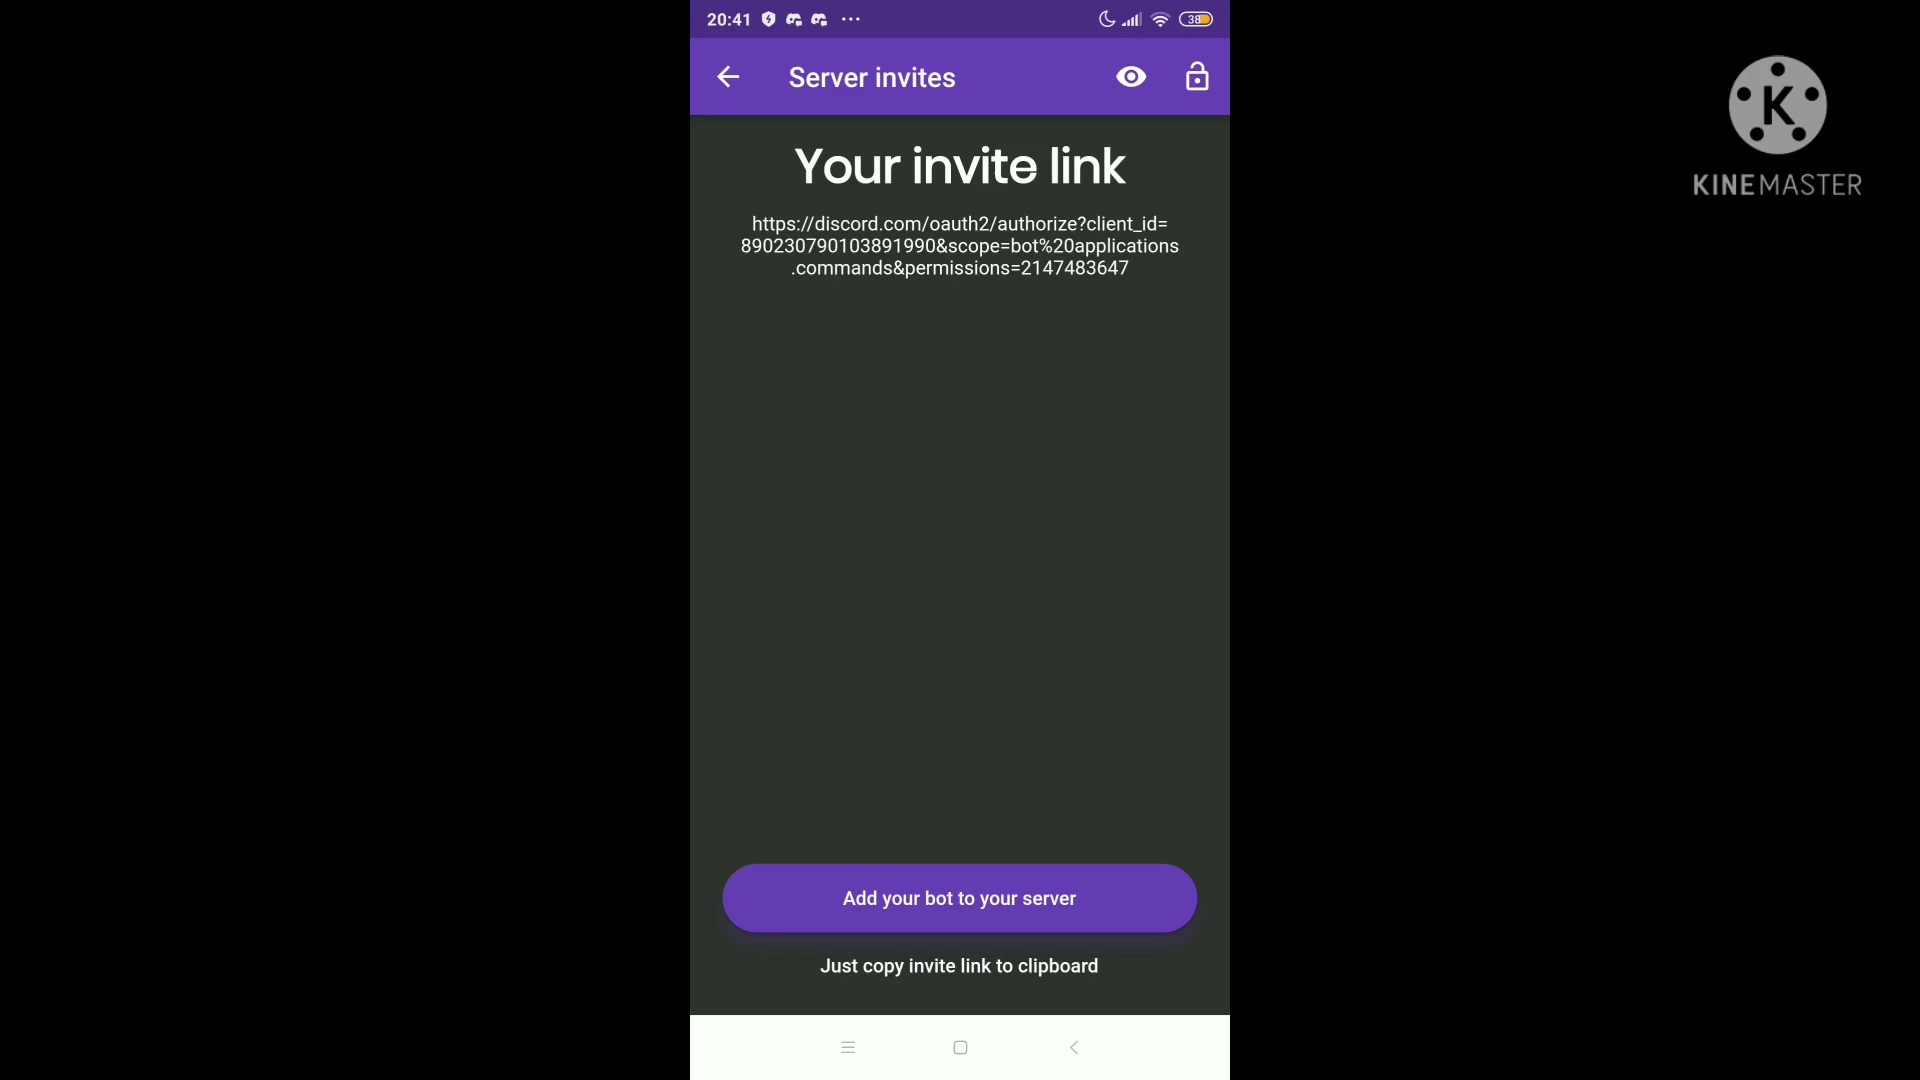 20:41
38
Server invites
Your invite link
https://discord.com/oauth2/authorize?client_id=
890230790103891990&scope=bot%20applications
.commands&permissions=2147483647
Add your bot to your server
Just copy invite link to clipboard
K
KINEMASTER